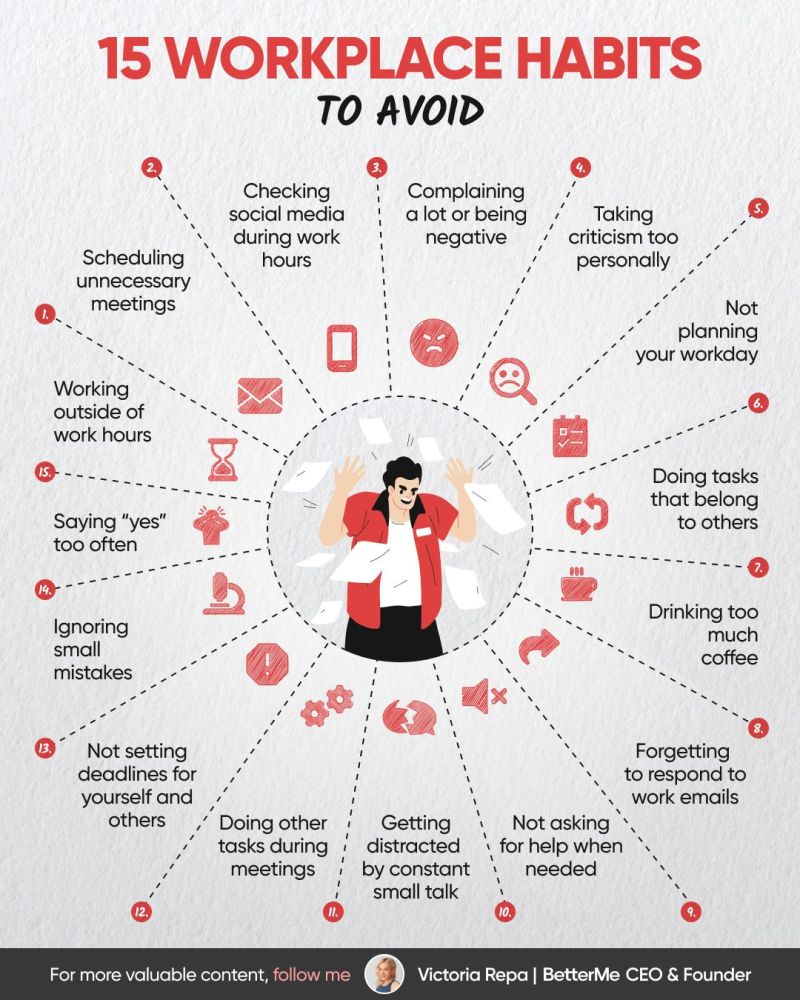 15 WORKPLACE HABITS
TO AVOID
1.
Working
outside of
work hours
2.
Scheduling
unnecessary
meetings
3.
Checking
social media
during work
hours
4.
Complaining
a lot or being
negative
5.
Taking
criticism too
personally
6.
Not
planning
your workday
7.
Doing tasks
that belong
to others
8.
Drinking too
much
coffee
9.
Forgetting
to respond to
work emails
10.
Not asking
for help when
needed
11.
Getting
distracted
by constant
small talk
12.
Doing other
tasks during
meetings
13.
Not setting
deadlines for
yourself and
others
14.
Ignoring
small
mistakes
15.
Saying “yes”
too often
For more valuable content, follow me
Victoria Repa | BetterMe CEO & Founder